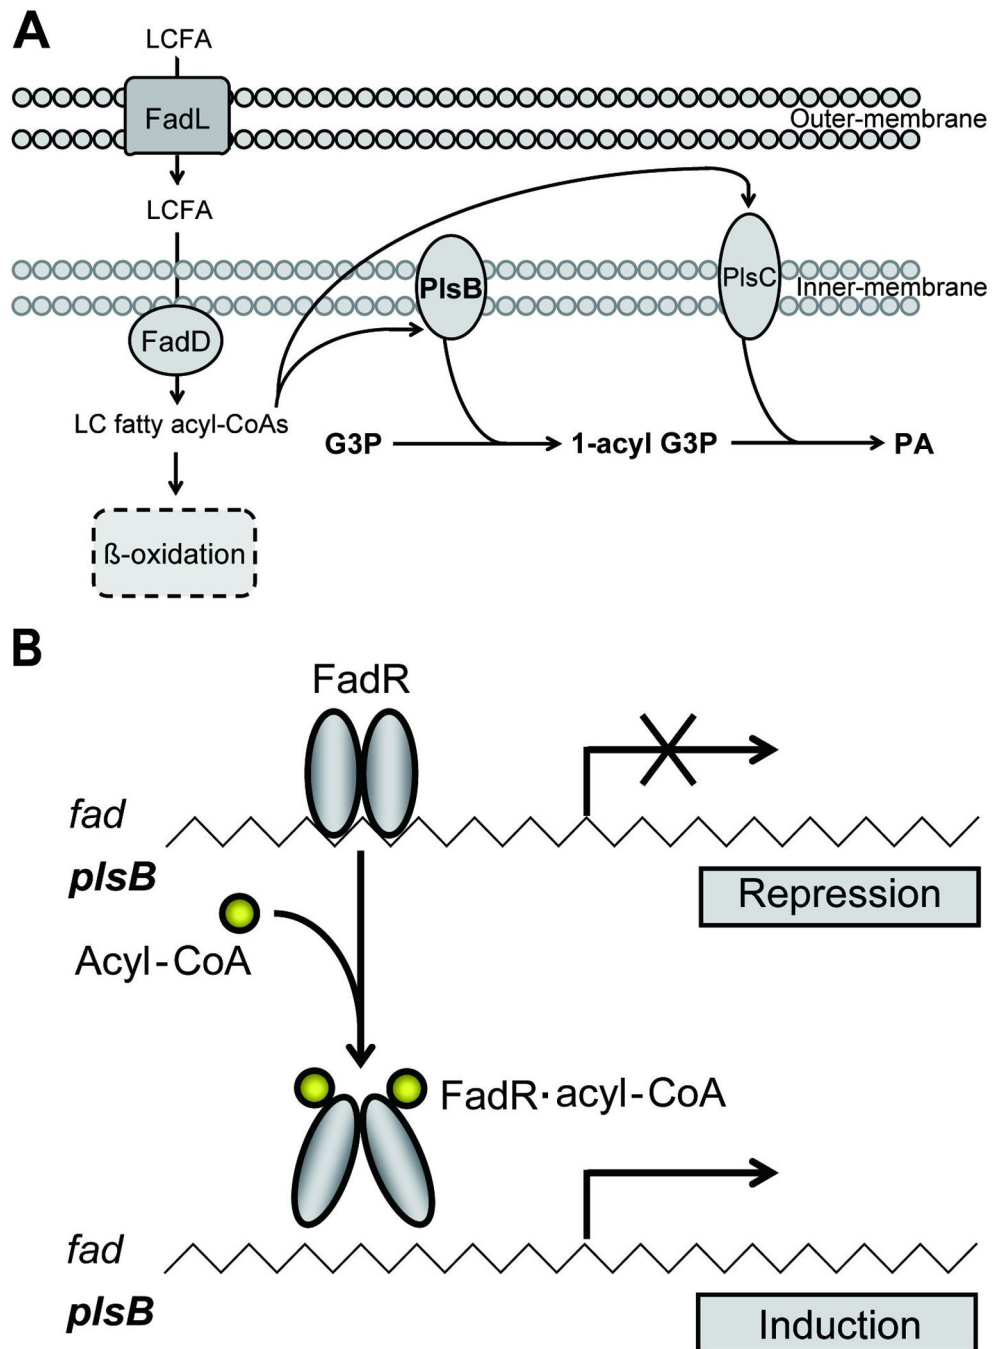 A
LCFA
FadL
Outer-membrane
LCFA
PlsB
PlsC
Inner-membrane
FadD
LC fatty acyl-CoAs
G3P
1-acyl G3P
PA
ß-oxidation
B
FadR
fad
plsB
Repression
Acyl-CoA
FadR·acyl-CoA
fad
plsB
Induction